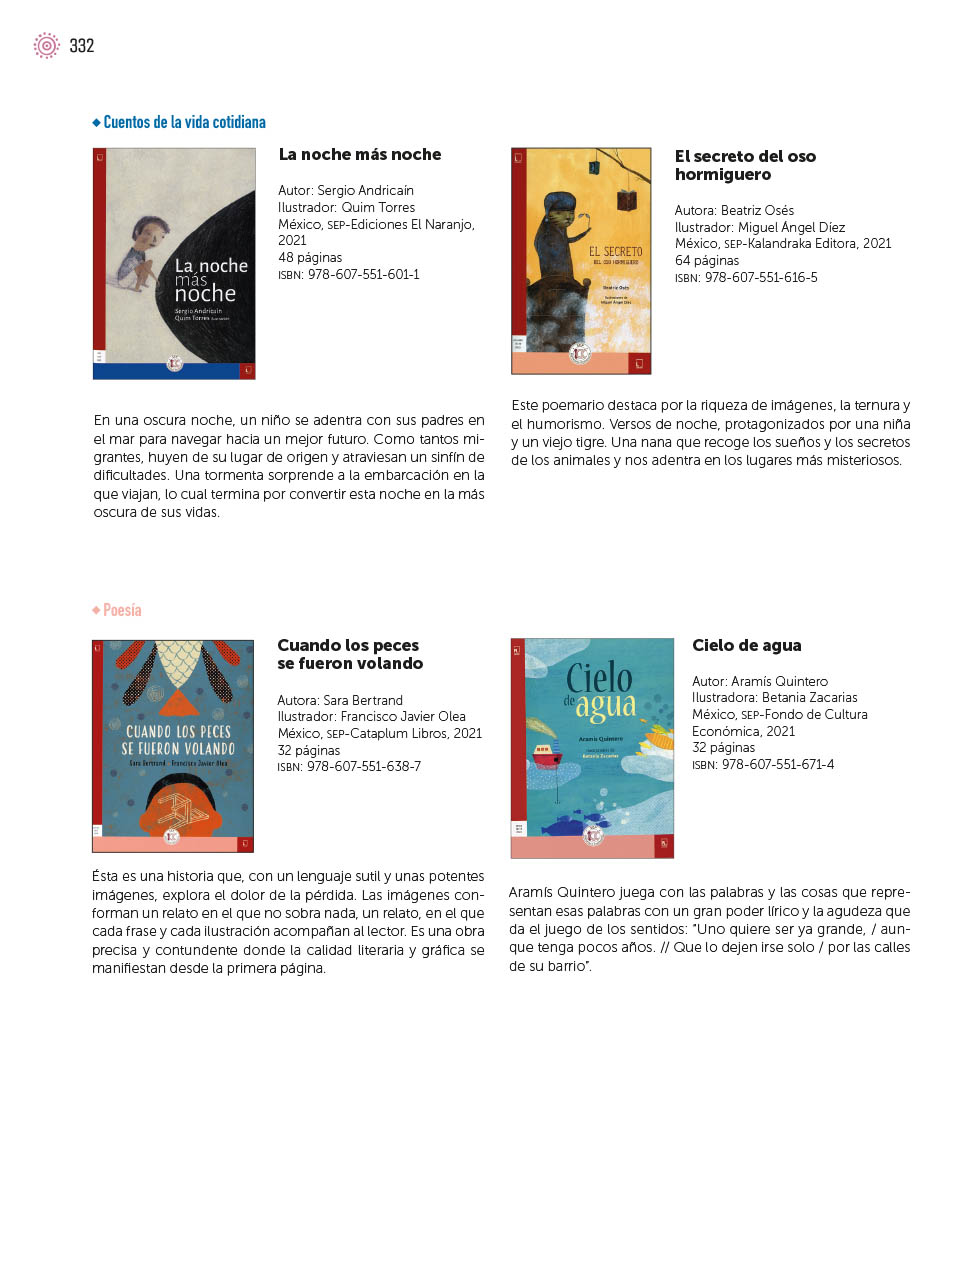 332
Cuentos de la vida cotidiana
La noche
más
noche
Sergio Andricaín
Quim Torres
La noche más noche
Autor: Sergio Andricaín
Ilustrador: Quim Torres
México, SEP-Ediciones El Naranjo,
2021
48 páginas
ISBN: 978-607-551-601-1
En una oscura noche, un niño se adentra con sus padres en
el mar para navegar hacia un mejor futuro. Como tantos mi-
grantes, huyen de su lugar de origen y atraviesan un sinfín de
dificultades. Una tormenta sorprende a la embarcación en la
que viajan, lo cual termina por convertir esta noche en la más
oscura de sus vidas.
EL SECRETO
DEL OSO HORMIGUERO
Beatriz Osés
Ilustraciones de
Miguel Ángel Díez
El secreto del oso
hormiguero
Autora: Beatriz Osés
Ilustrador: Miguel Ángel Díez
México, SEP-Kalandraka Editora, 2021
64 páginas
ISBN: 978-607-551-616-5
Este poemario destaca por la riqueza de imágenes, la ternura y
el humorismo. Versos de noche, protagonizados por una niña
y un viejo tigre. Una nana que recoge los sueños y los secretos
de los animales y nos adentra en los lugares más misteriosos.
Poesía
CUANDO LOS PECES
SE FUERON VOLANDO
Sara Bertrand Francisco Javier Olea
Cuando los peces
se fueron volando
Autora: Sara Bertrand
Ilustrador: Francisco Javier Olea
México, SEP-Cataplum Libros, 2021
32 páginas
ISBN: 978-607-551-638-7
Ésta es una historia que, con un lenguaje sutil y unas potentes
imágenes, explora el dolor de la pérdida. Las imágenes con-
forman un relato en el que no sobra nada, un relato, en el que
cada frase y cada ilustración acompañan al lector. Es una obra
precisa y contundente donde la calidad literaria y gráfica se
manifiestan desde la primera página.
Cielo
de agua
Aramís Quintero
Betania Zacarias
Cielo de agua
Autor: Aramís Quintero
Ilustradora: Betania Zacarias
México, SEP-Fondo de Cultura
Económica, 2021
32 páginas
ISBN: 978-607-551-671-4
Aramís Quintero juega con las palabras y las cosas que repre-
sentan esas palabras con un gran poder lírico y la agudeza que
da el juego de los sentidos: “Uno quiere ser ya grande, / aun-
que tenga pocos años. // Que lo dejen irse solo / por las calles
de su barrio”.